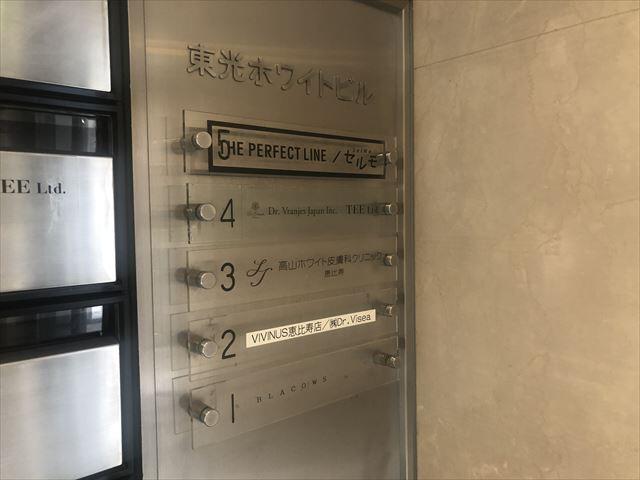 東光ホワイトビル
5 THE PERFECT LINE / セルモ
4 Dr. Vranjes Japan Inc. TEE Ltd.
3 高山ホワイト皮膚科クリニック
恵比寿
2 VIVINUS恵比寿店/㈱Dr.Visea
1 BLACOWS
TEE Ltd.